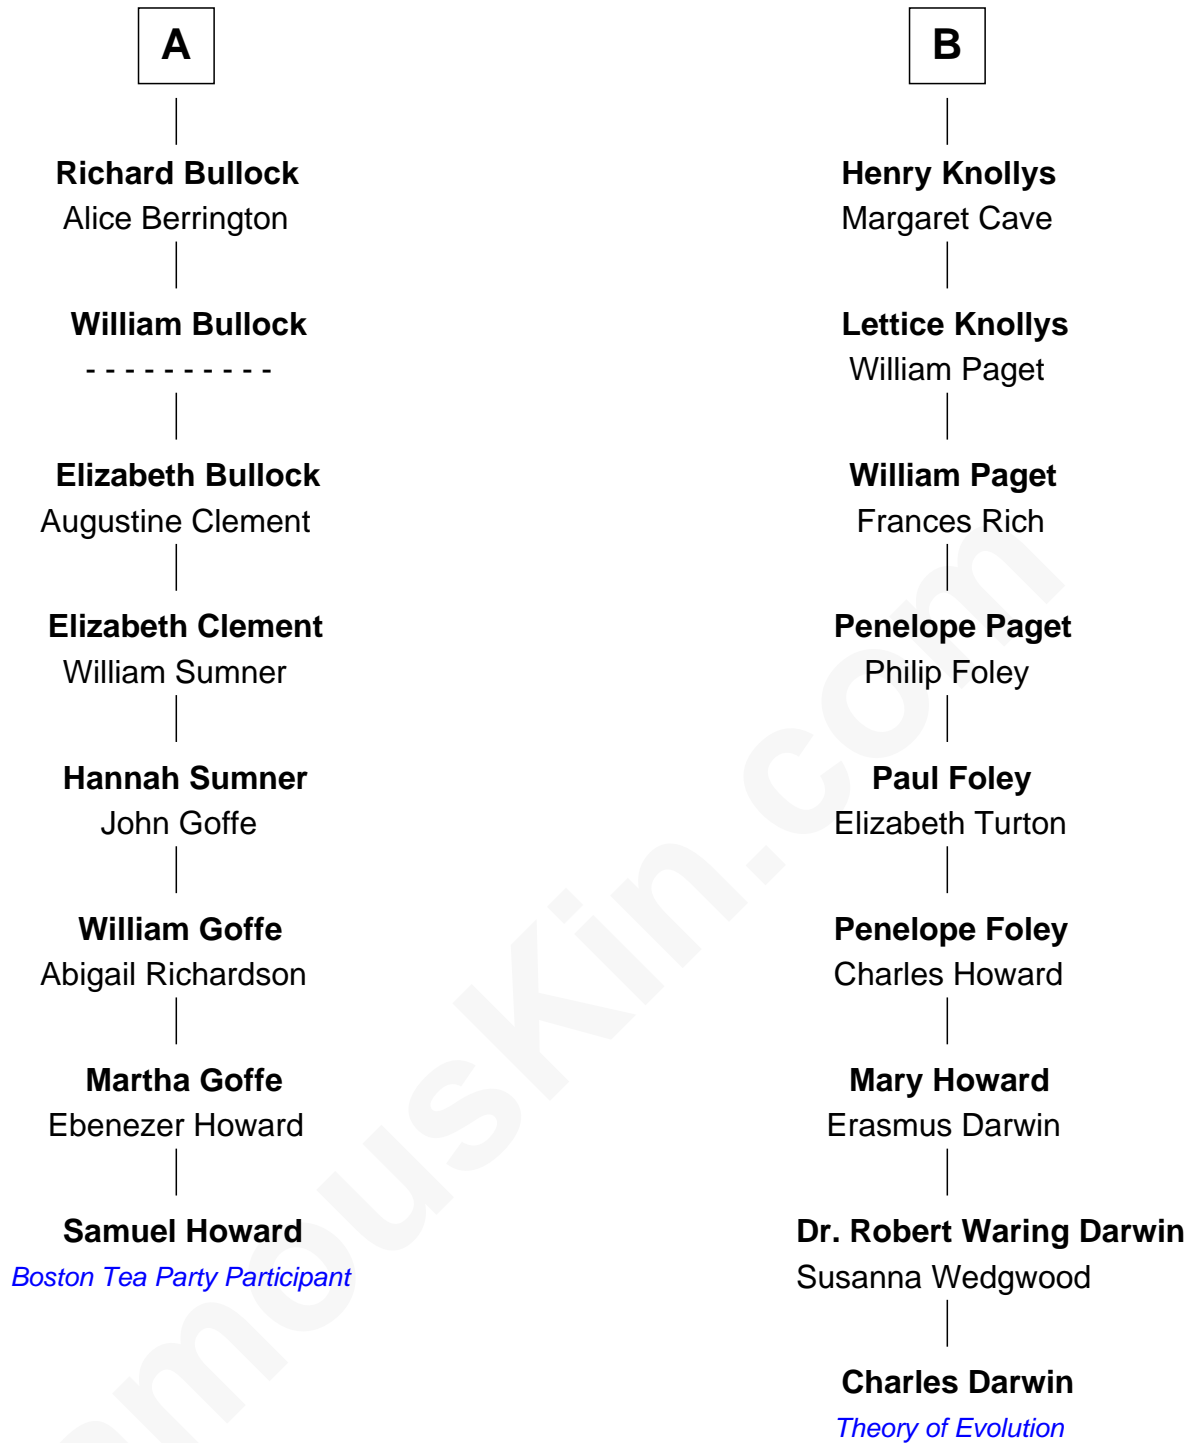 A
Richard Bullock
Alice Berrington
William Bullock
- - - - - - - - - -
Elizabeth Bullock
Augustine Clement
Elizabeth Clement
William Sumner
Hannah Sumner
John Goffe
William Goffe
Abigail Richardson
Martha Goffe
Ebenezer Howard
Samuel Howard
Boston Tea Party Participant
B
Henry Knollys
Margaret Cave
Lettice Knollys
William Paget
William Paget
Frances Rich
Penelope Paget
Philip Foley
Paul Foley
Elizabeth Turton
Penelope Foley
Charles Howard
Mary Howard
Erasmus Darwin
Dr. Robert Waring Darwin
Susanna Wedgwood
Charles Darwin
Theory of Evolution
amouskin.com